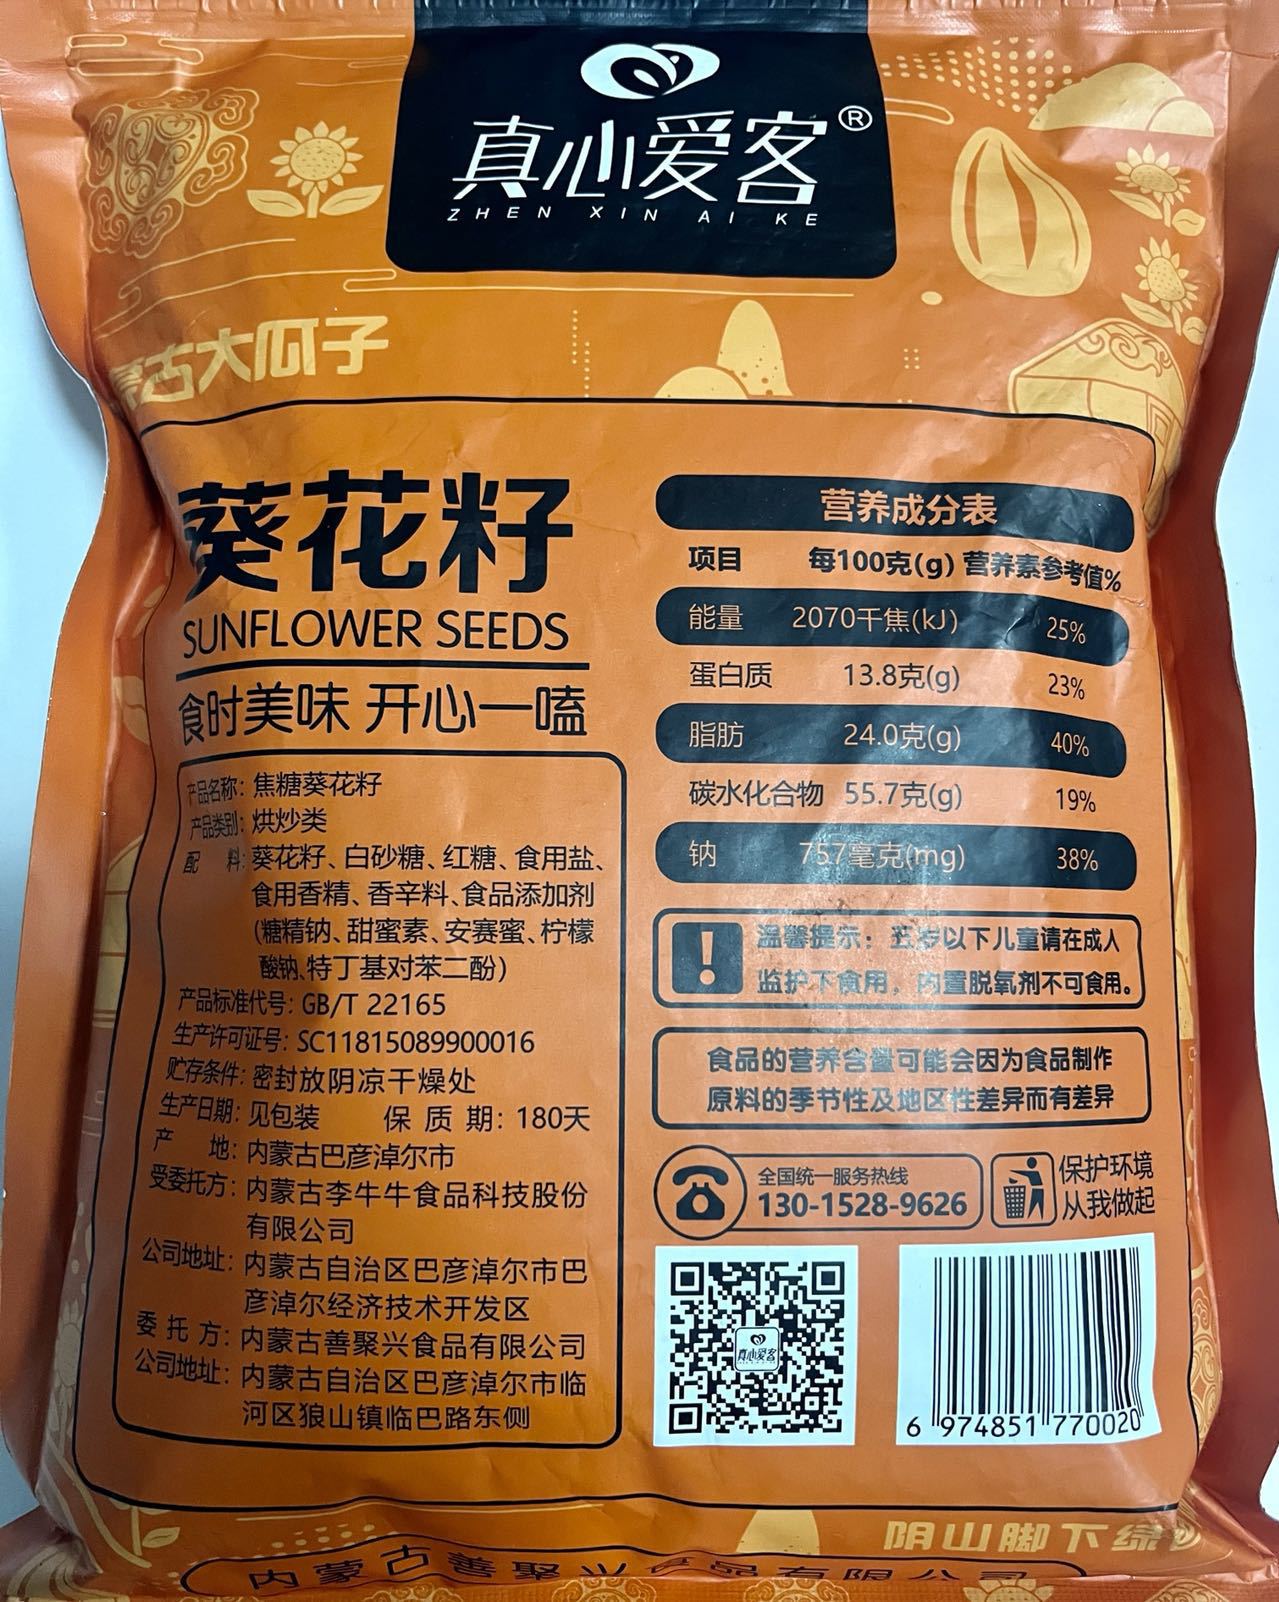 真心爱客®
ZHEN XIN AI KE
古大瓜子
葵花籽
SUNFLOWER SEEDS
食时美味 开心一嗑
产品名称: 焦糖葵花籽
产品类别: 烘炒类
配 料: 葵花籽、白砂糖、红糖、食用盐、
食用香精、香辛料、食品添加剂
(糖精钠、甜蜜素、安赛蜜、柠檬
酸钠、特丁基对苯二酚)
产品标准代号: GB/T 22165
生产许可证号: SC11815089900016
贮存条件: 密封放阴凉干燥处
生产日期: 见包装 保 质 期: 180天
产 地: 内蒙古巴彦淖尔市
受委托方: 内蒙古李牛牛食品科技股份
有限公司
公司地址: 内蒙古自治区巴彦淖尔市巴
彦淖尔经济技术开发区
委 托 方: 内蒙古善聚兴食品有限公司
公司地址: 内蒙古自治区巴彦淖尔市临
河区狼山镇临巴路东侧
营养成分表
项目 每100克(g) 营养素参考值%
能量 2070千焦(kJ) 25%
蛋白质 13.8克(g) 23%
脂肪 24.0克(g) 40%
碳水化合物 55.7克(g) 19%
钠 757毫克(mg) 38%
温馨提示: 五岁以下儿童请在成人
监护下食用, 内置脱氧剂不可食用。
食品的营养含量可能会因为食品制作
原料的季节性及地区性差异而有差异
全国统一服务热线
130-1528-9626
保护环境
从我做起
真心爱客
6 974851 770020
阴山脚下绿
内蒙古善聚 食品有限公司